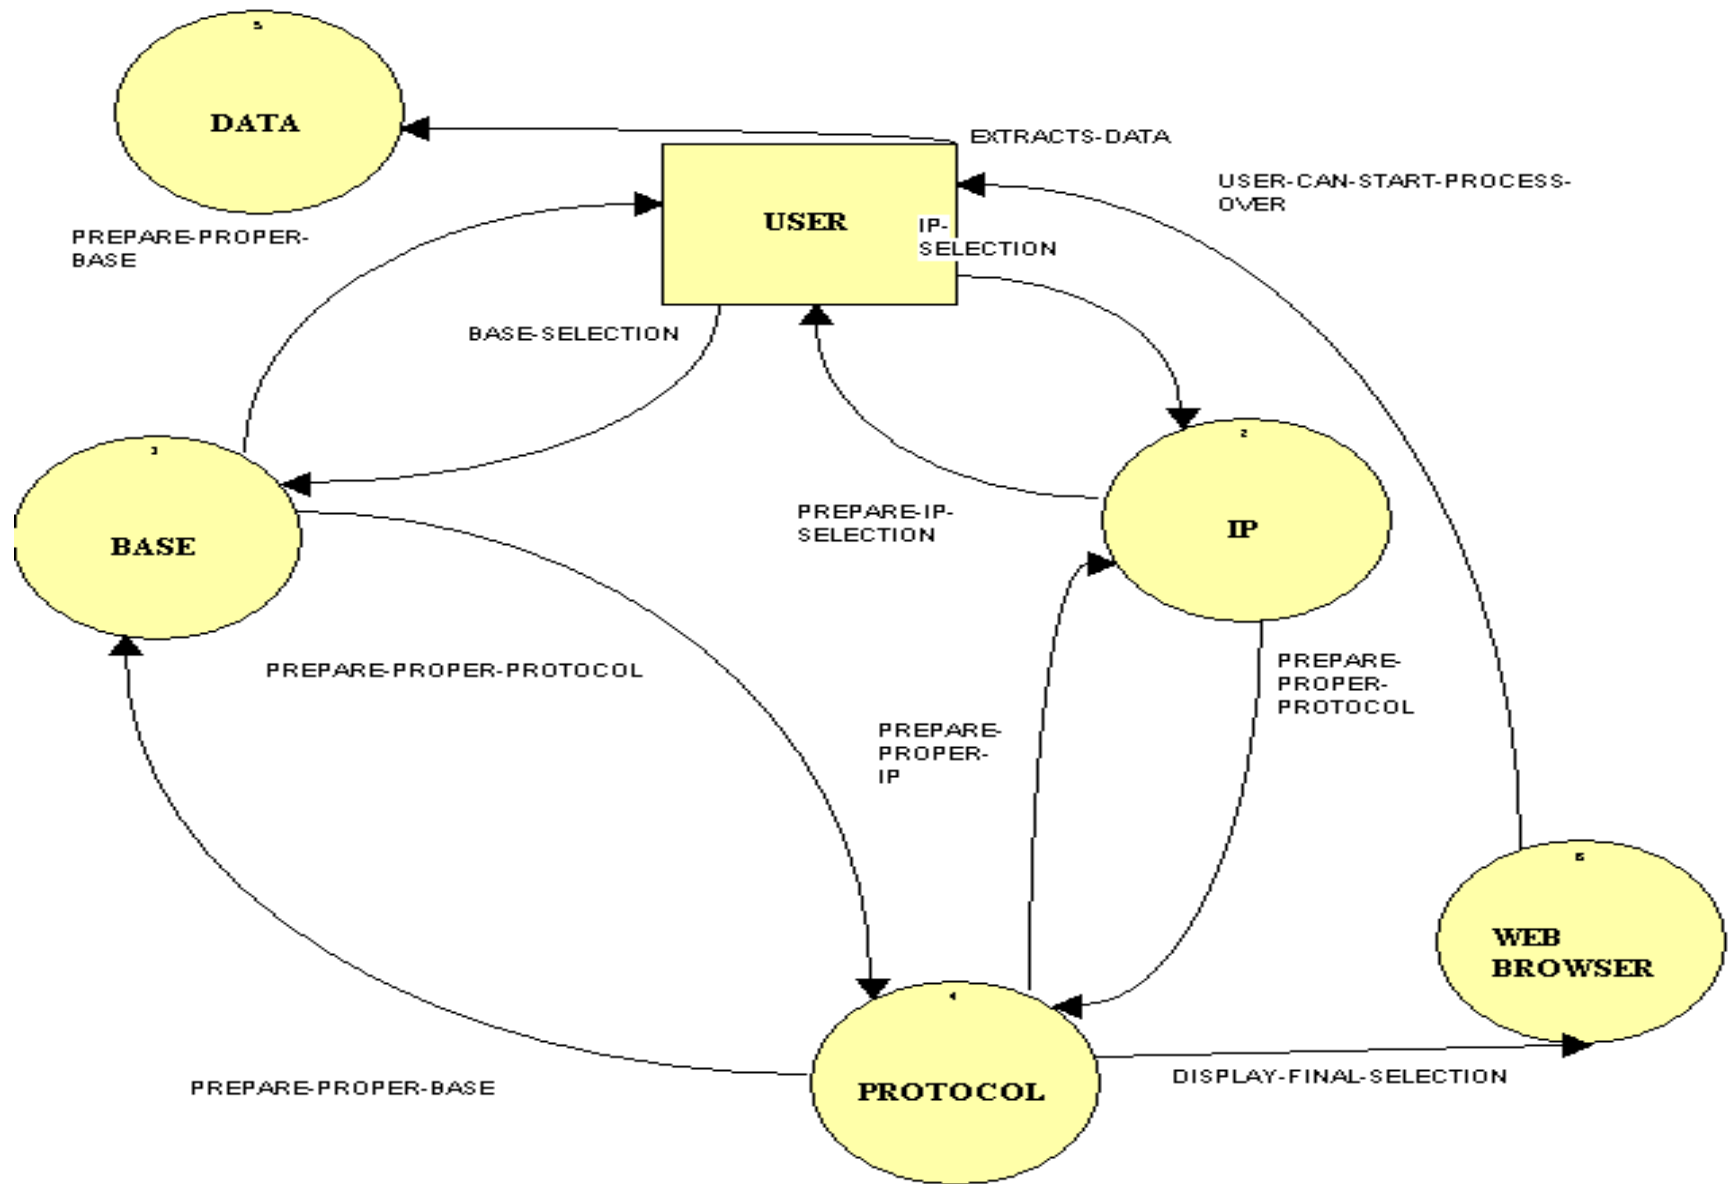 DATA
EXTRACTS-DATA
USER-CAN-START-PROCESS-
OVER
USER
IP-
SELECTION
PREPARE-PROPER-
BASE
BASE-SELECTION
2
BASE
PREPARE-IP-
SELECTION
IP
PREPARE-PROPER-PROTOCOL
PREPARE-
PROPER-
PROTOCOL
PREPARE-
PROPER-
IP
WEB
BROWSER
4
PROTOCOL
PREPARE-PROPER-BASE
DISPLAY-FINAL-SELECTION